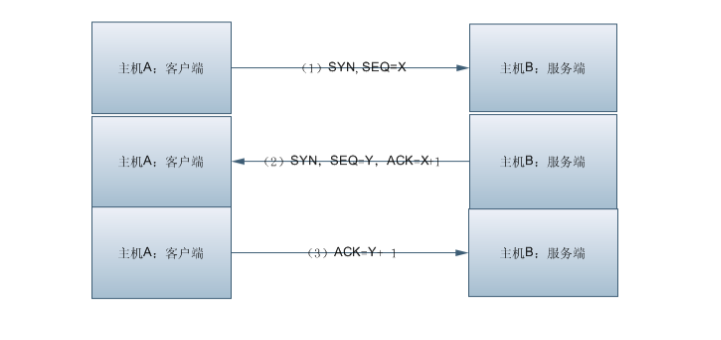 主机A：客户端
（1）SYN, SEQ=X
主机B：服务端
主机A：客户端
（2）SYN，SEQ=Y，ACK=X+1
主机B：服务端
主机A：客户端
（3）ACK=Y+ 1
主机B：服务端